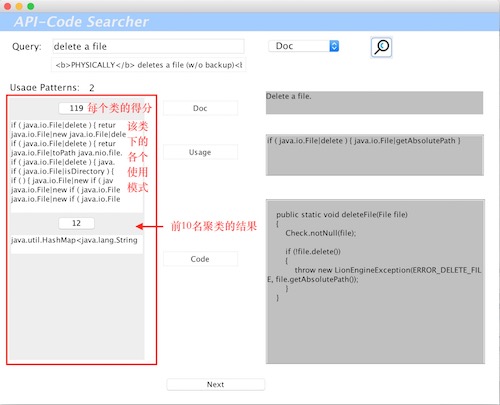 API-Code Searcher
Query:
delete a file
Doc
<b>PHYSICALLY</b> deletes a file (w/o backup)<b
Usage Patterns: 2
119
每个类的得分
if ( java.io.File|delete ) { retur
java.io.File|new java.io.File|dele
if ( java.io.File|delete ) { retur
java.io.File|toPath java.nio.file.
if ( java.io.File|delete ) { java.
if ( java.io.File|isDirectory ) {
if ( ) { java.io.File|new if ( jav
java.io.File|new if ( java.io.File
java.io.File|new if ( java.io.File
该类
下的
各个
使用
模式
12
java.util.HashMap<java.lang.String
前10名聚类的结果
Doc
Delete a file.
Usage
if ( java.io.File|delete ) { java.io.File|getAbsolutePath }
Code
public static void deleteFile(File file)
{
Check.notNull(file);
if (!file.delete())
{
throw new LionEngineException(ERROR_DELETE_FIL
E, file.getAbsolutePath());
}
}
Next